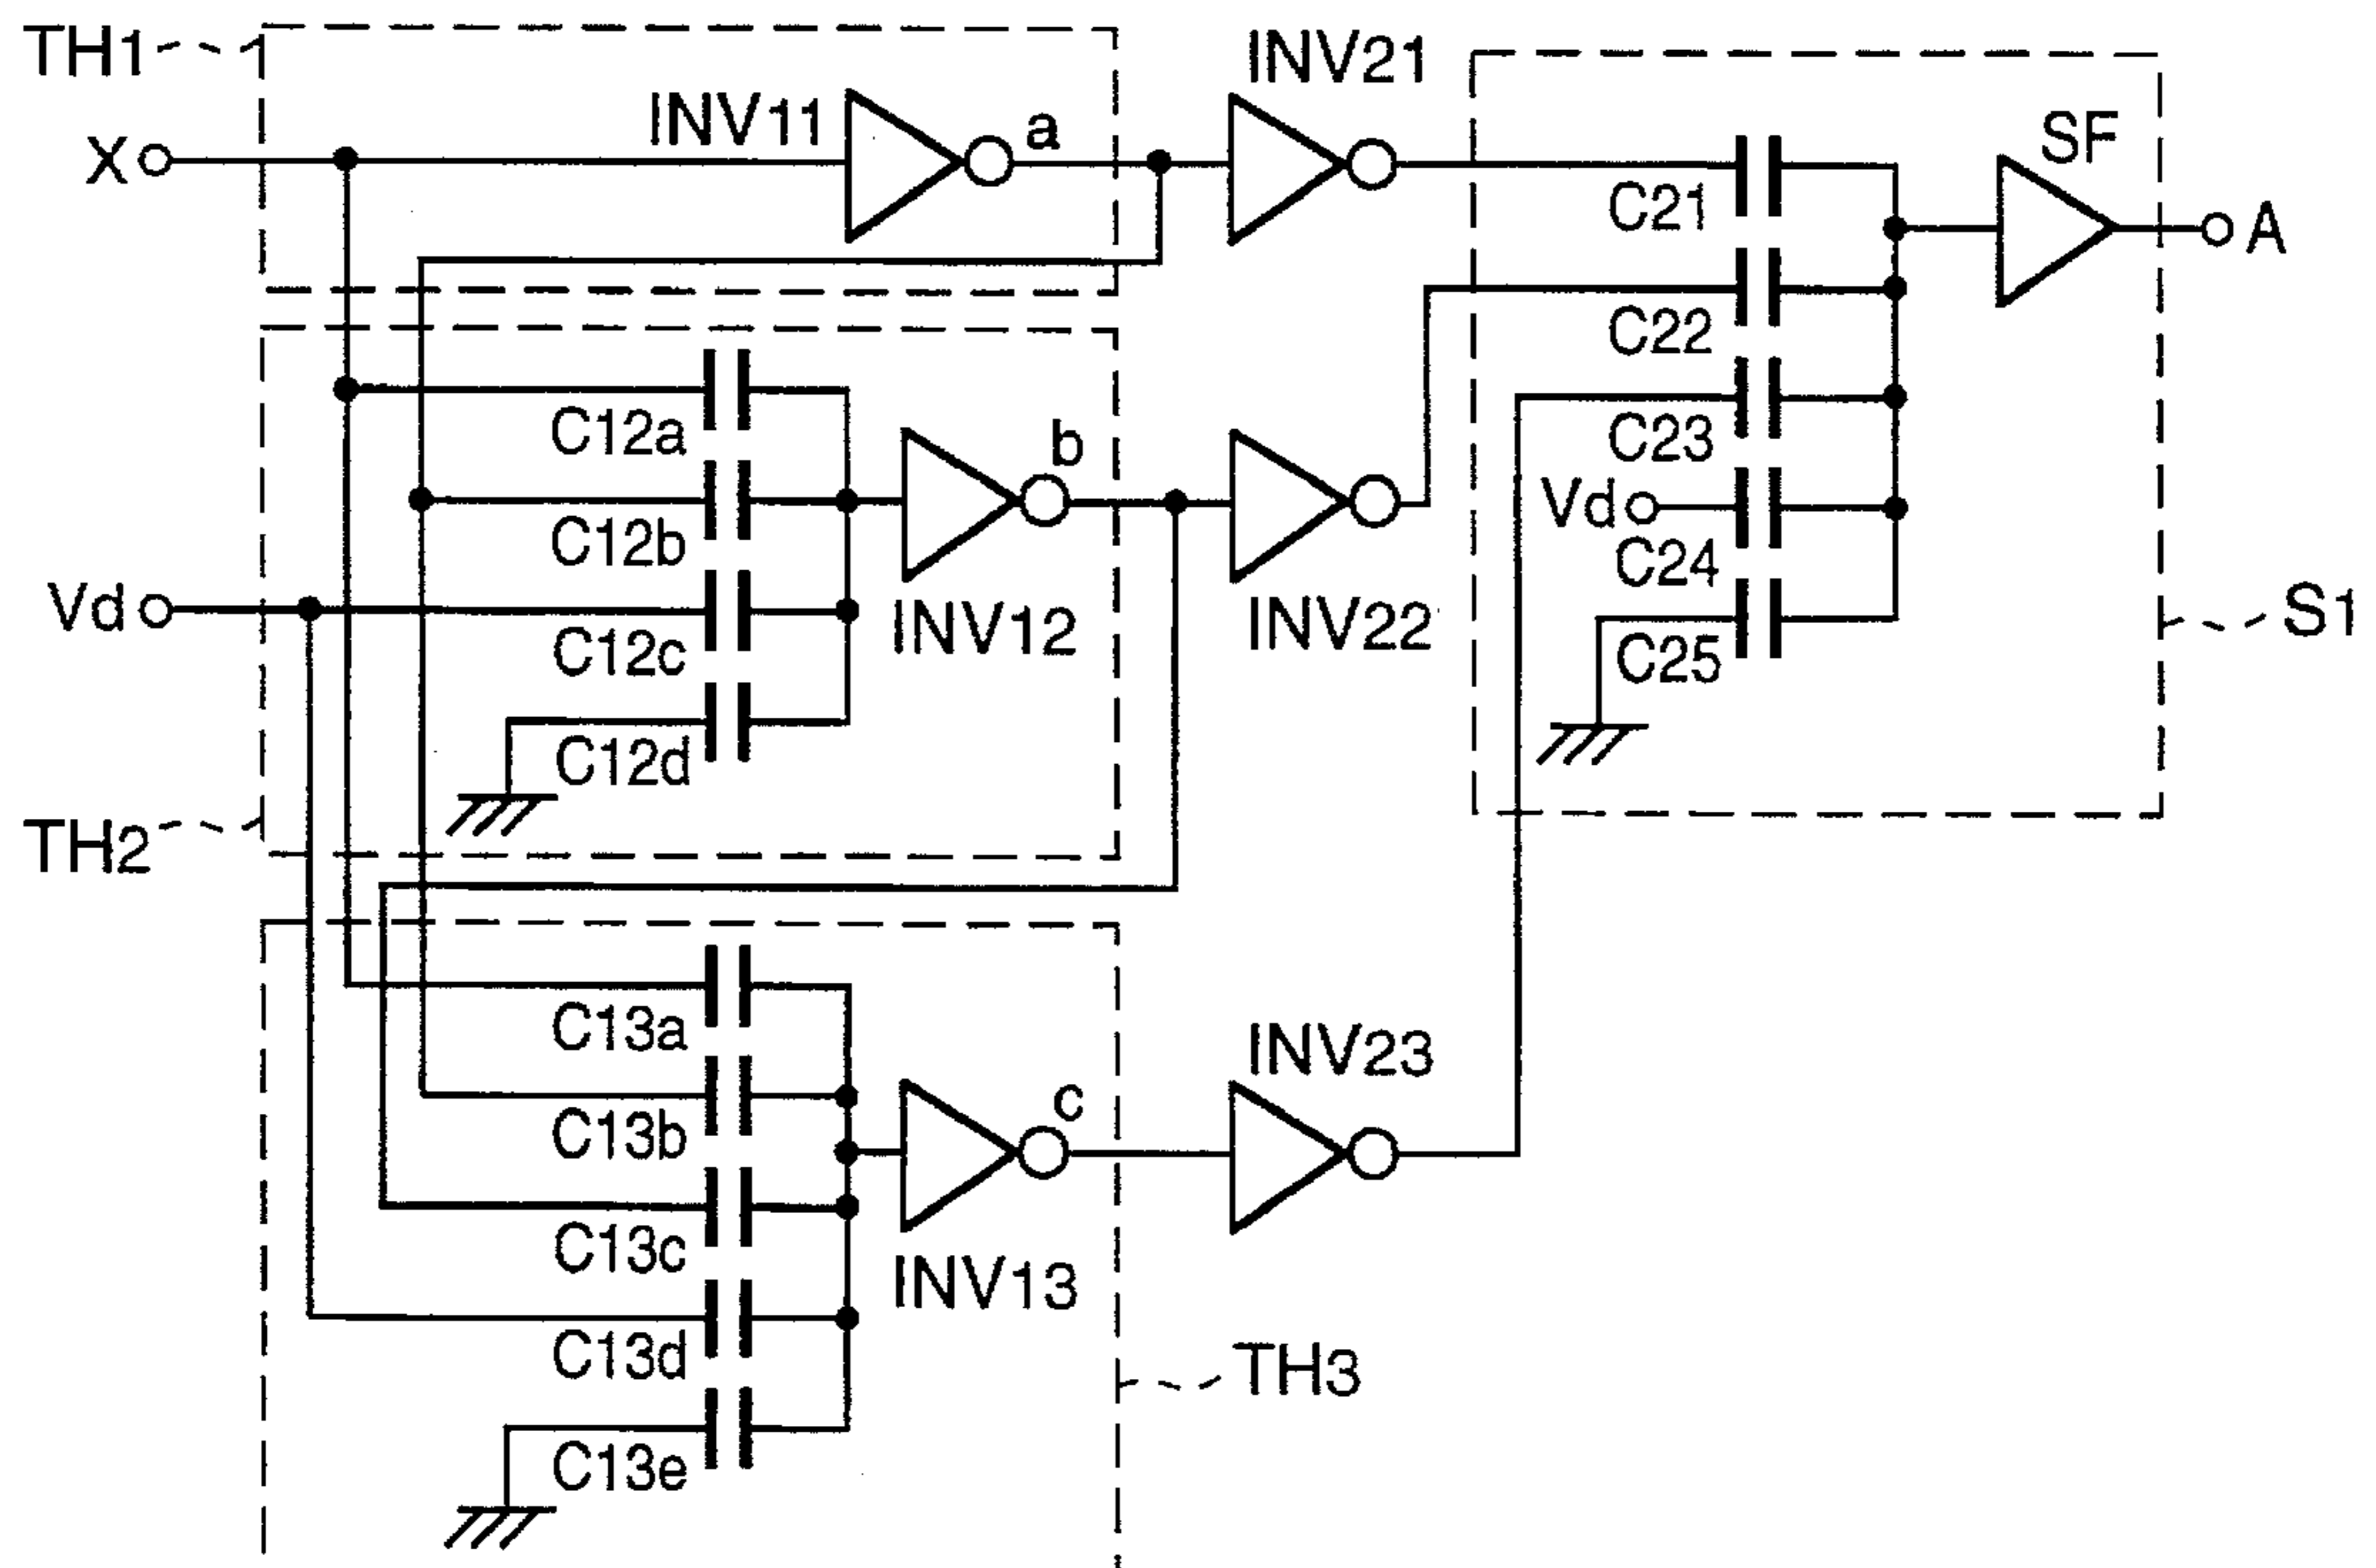 TH1
INV11
a
INV21
SF
X
C21
A
C22
C12a
b
C23
Vd
C12b
C24
Vd
INV12
INV22
S1
C12c
C25
C12d
TH2
C13a
INV23
c
C13b
C13c
INV13
C13d
TH3
C13e